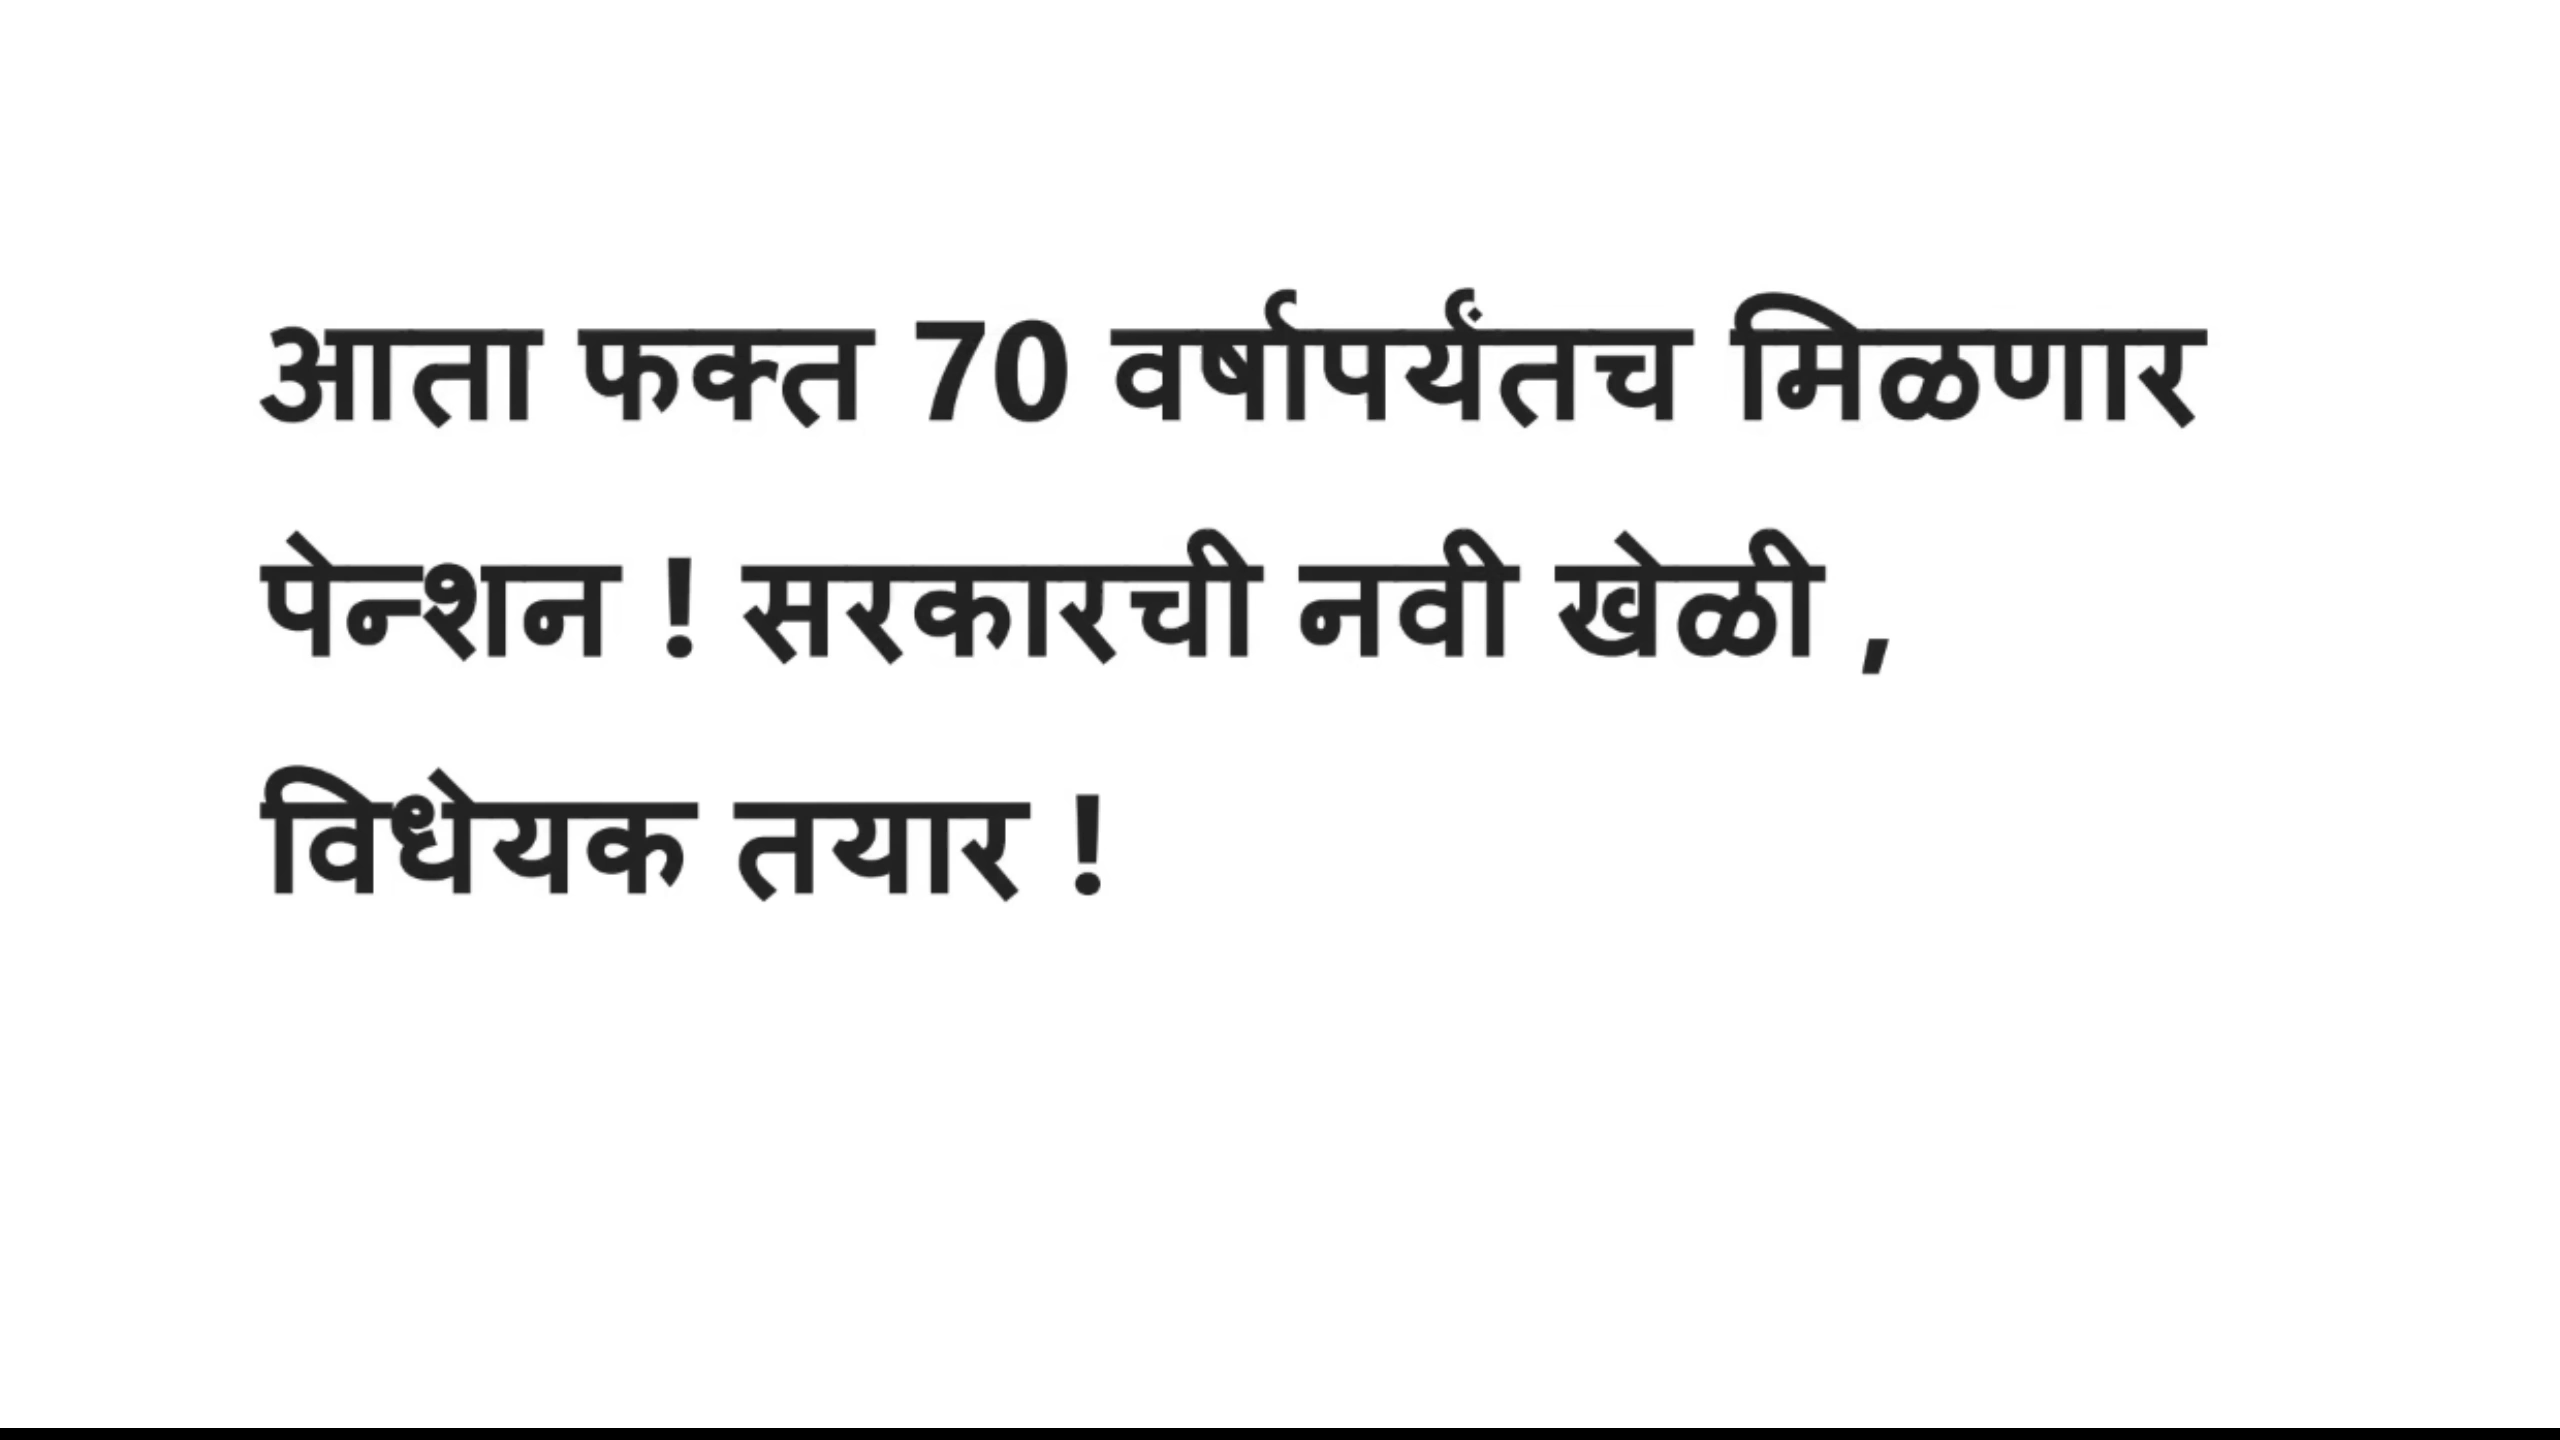 आता फक्त 70 वर्षापर्यंतच मिळणार
पेन्शन ! सरकारची नवी खेळी ,
विधेयक तयार !